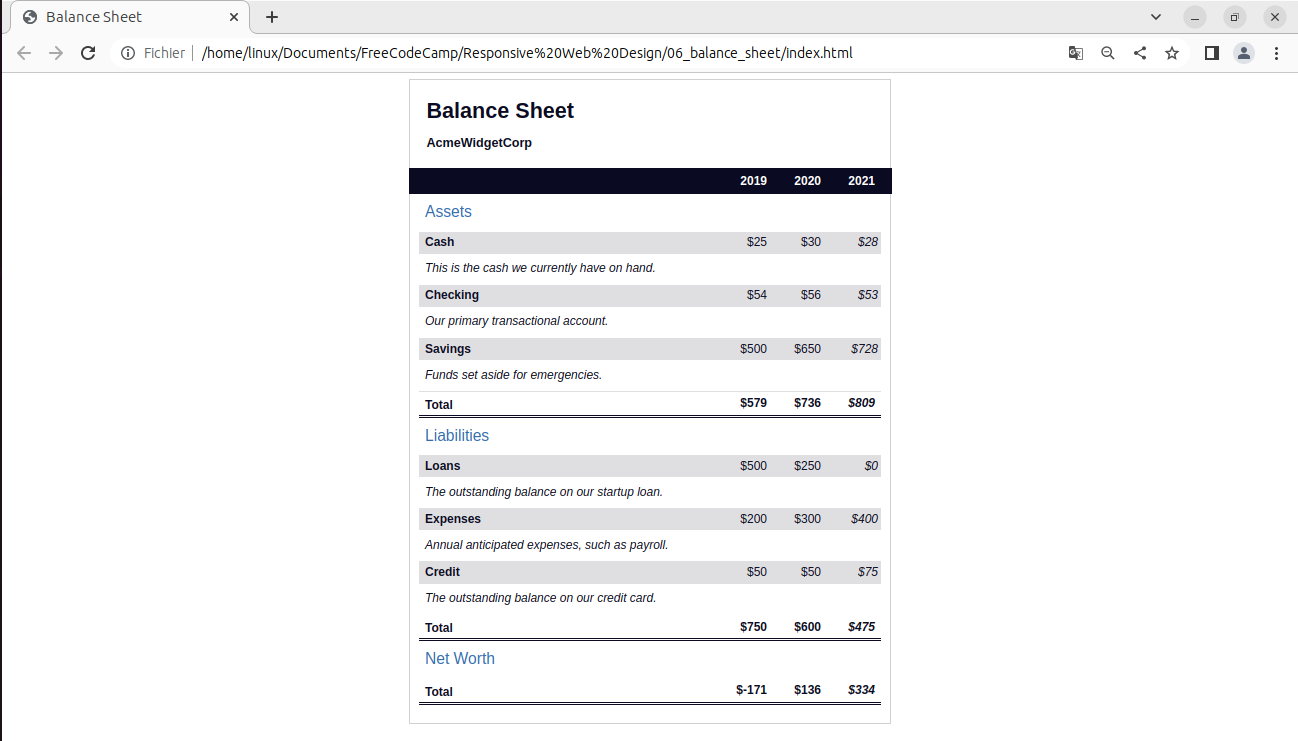 Balance Sheet
Fichier /home/linux/Documents/FreeCodeCamp/Responsive%20Web%20Design/06_balance_sheet/index.html
Balance Sheet
AcmeWidgetCorp
2019 2020 2021
Assets
Cash $25 $30 $28
This is the cash we currently have on hand.
Checking $54 $56 $53
Our primary transactional account.
Savings $500 $650 $728
Funds set aside for emergencies.
Total $579 $736 $809
Liabilities
Loans $500 $250 $0
The outstanding balance on our startup loan.
Expenses $200 $300 $400
Annual anticipated expenses, such as payroll.
Credit $50 $50 $75
The outstanding balance on our credit card.
Total $750 $600 $475
Net Worth
Total $-171 $136 $334